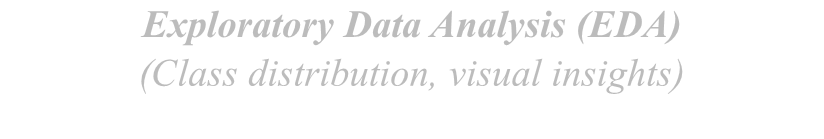 Exploratory Data Analysis (EDA)
(Class distribution, visual insights)